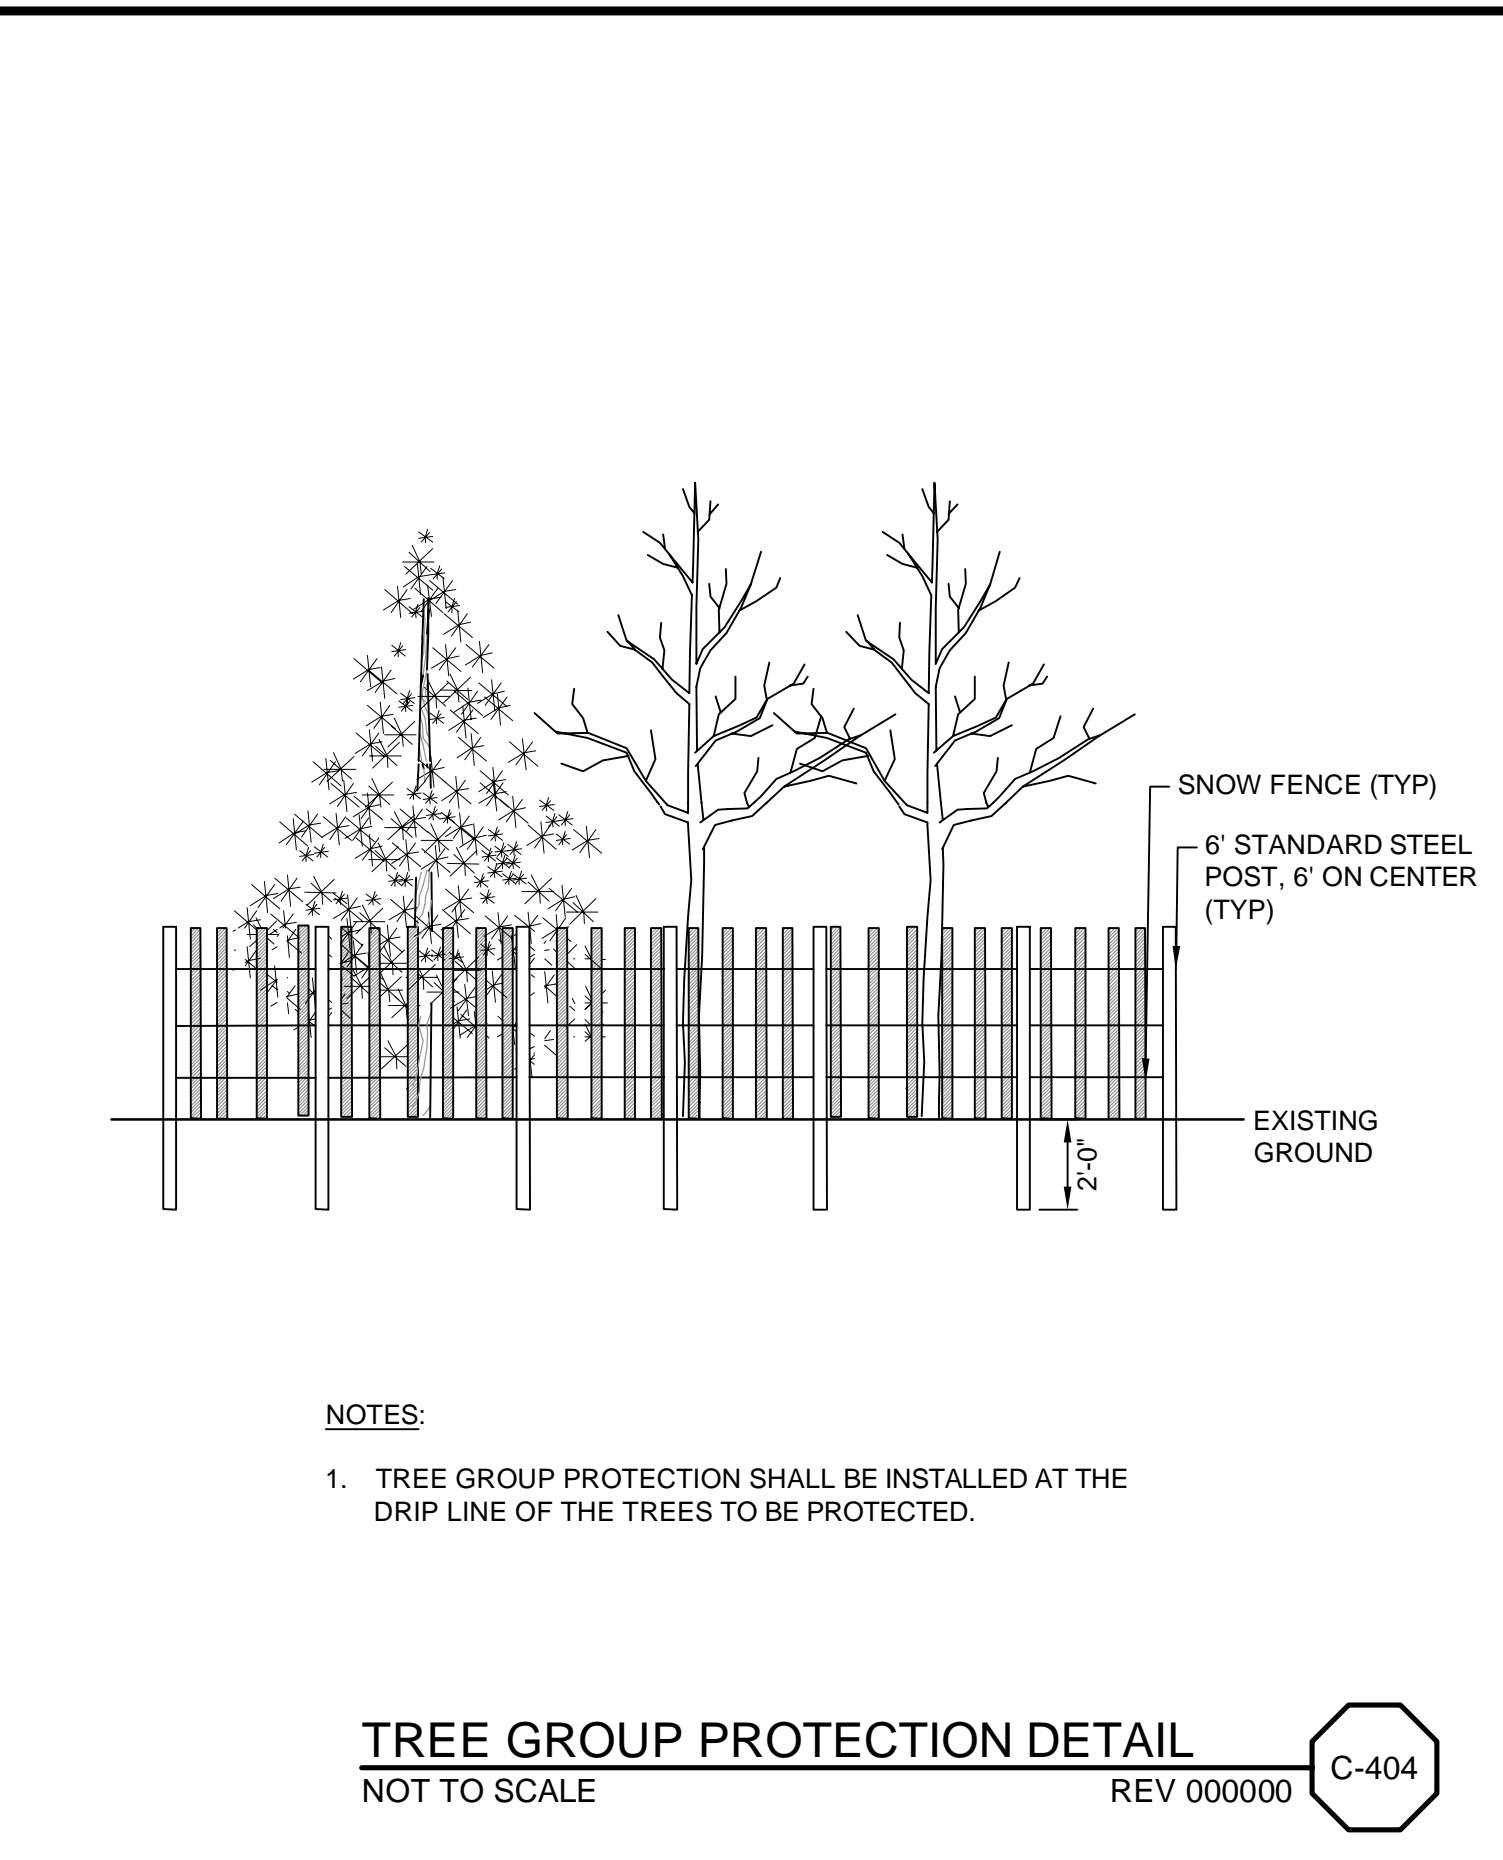 SNOW FENCE (TYP)
6' STANDARD STEEL
POST, 6' ON CENTER
(TYP)
EXISTING
GROUND
2'-0"
NOTES:
1. TREE GROUP PROTECTION SHALL BE INSTALLED AT THE
DRIP LINE OF THE TREES TO BE PROTECTED.
TREE GROUP PROTECTION DETAIL
NOT TO SCALE
REV 000000
C-404